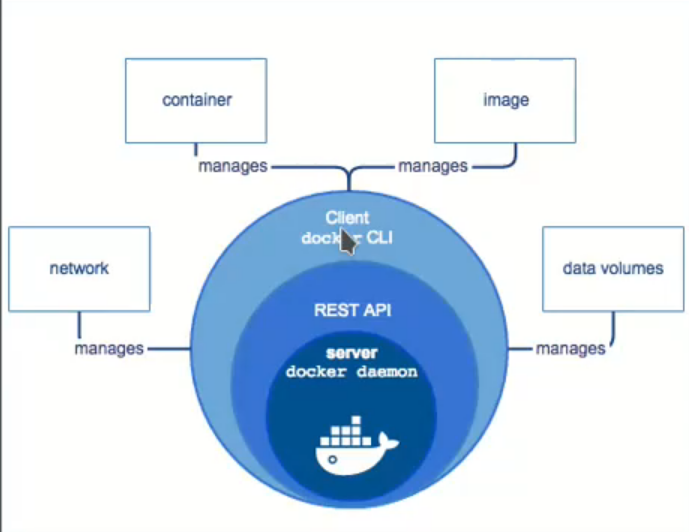 container
image
manages
manages
Client
docker CLI
network
data volumes
REST API
manages
manages
server
docker daemon